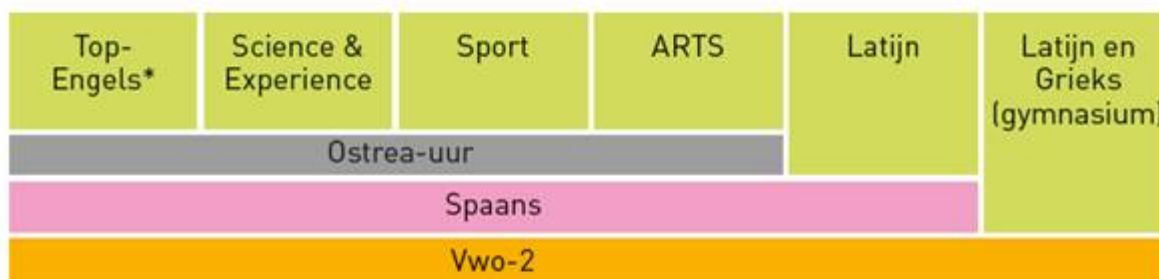 Top-
Engels*
Science &
Experience
Sport
ARTS
Latijn
Latijn en
Grieks
(gymnasium)
Ostrea-uur
Spaans
Vwo-2